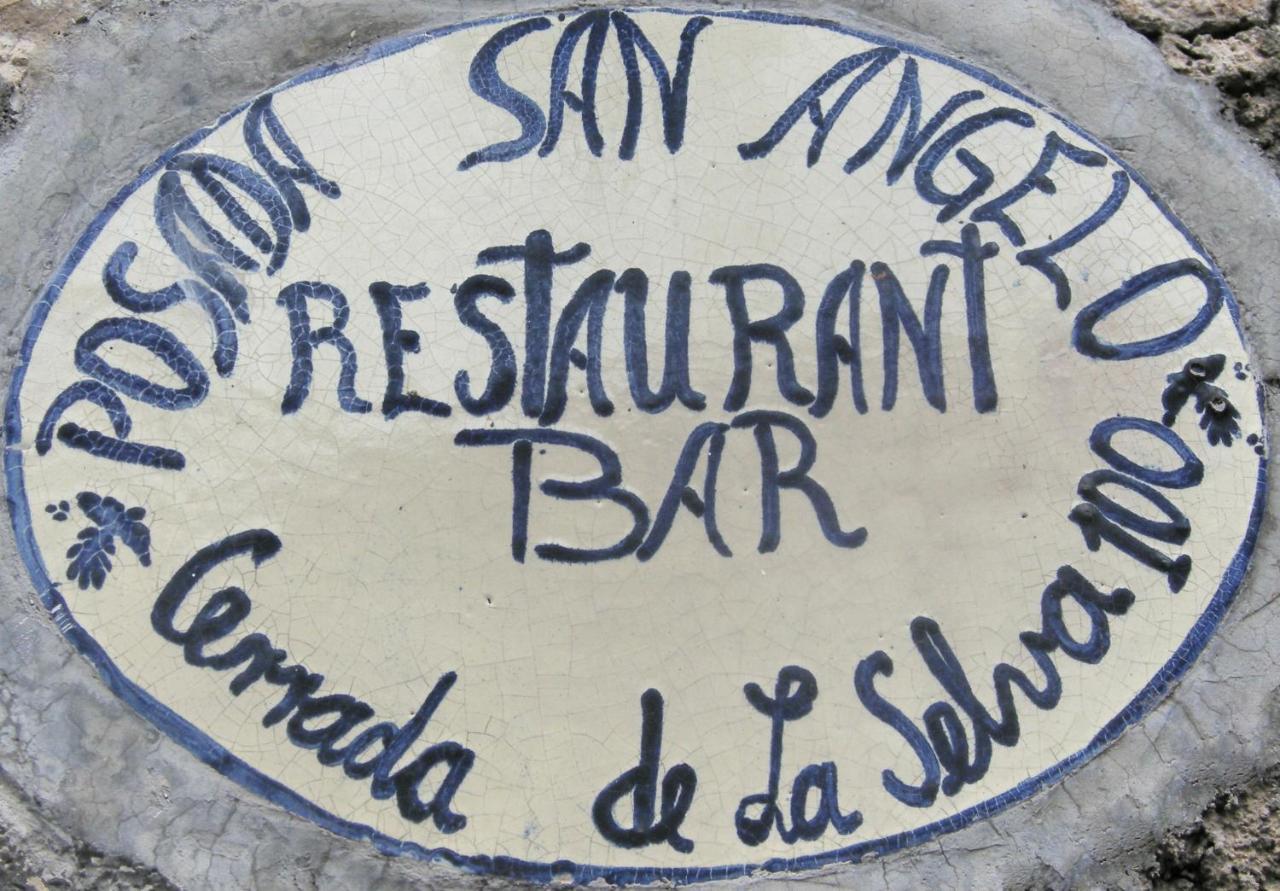 POSADA SAN ANGELO
RESTAURANT
BAR
Cerrada de La Selva 100